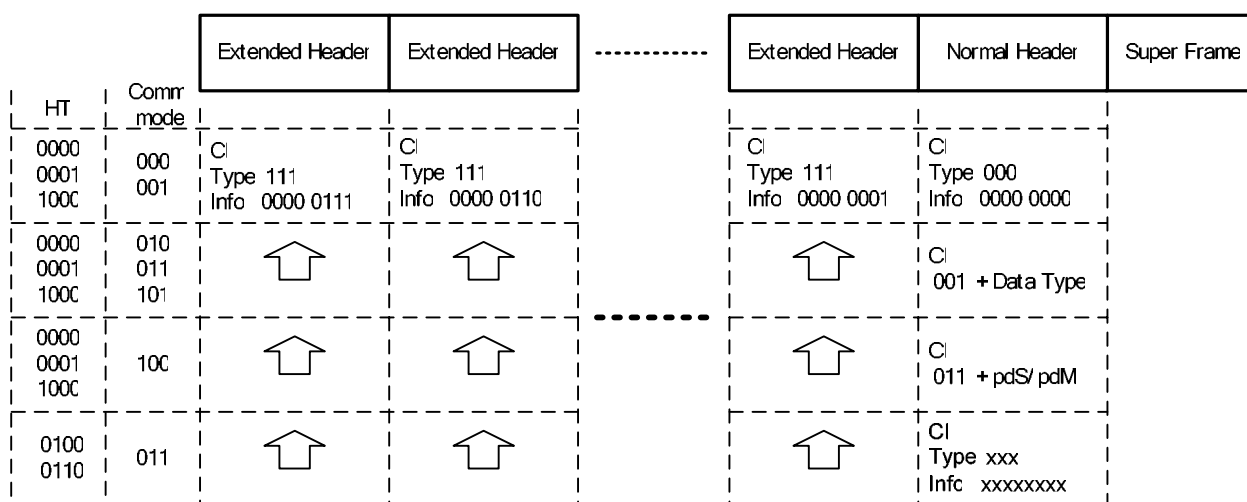 Extended Header Extended Header Extended Header Normal Header Super Frame
HT Comm mode
0000
0001
1000
000
001
CI
Type 111
Info 0000 0111
CI
Type 111
Info 0000 0110
CI
Type 111
Info 0000 0001
CI
Type 000
Info 0000 0000
0000
0001
1000
010
011
101
CI
001 + Data Type
0000
0001
1000
100
CI
011 + pdS/ pdM
0100
0110
011
CI
Type xxx
Info xxxxxxxx